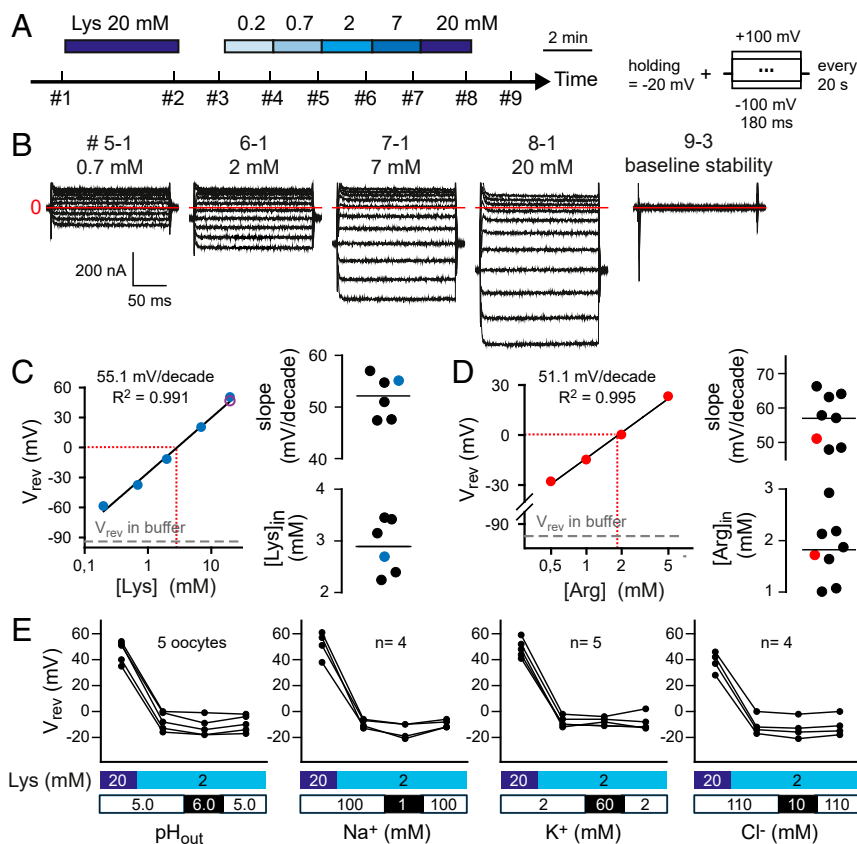 A
Lys 20 mM
0.2 0.7 2 7 20 mM
2 min
Time
#1 #2 #3 #4 #5 #6 #7 #8 #9
holding = -20 mV
+
+100 mV
...
-100 mV
180 ms
every 20 s
B
# 5-1 6-1 7-1 8-1 9-3
0.7 mM 2 mM 7 mM 20 mM baseline stability
0
200 nA
50 ms
C
55.1 mV/decade
R² = 0.991
Vrev (mV)
60
30
0
-30
-60
-90
Vrev in buffer
0,1 1 10
[Lys] (mM)
slope (mV/decade)
60
50
40
[Lys]in (mM)
4
3
2
D
51.1 mV/decade
R² = 0.995
Vrev (mV)
30
0
-30
-90
Vrev in buffer
0,5 1 2 5
[Arg] (mM)
slope (mV/decade)
70
60
50
[Arg]in (mM)
3
2
1
E
Vrev (mV)
60
40
20
0
-20
5 oocytes n= 4 n= 5 n= 4
Lys (mM) 20 2 20 2 20 2 20 2
5.0 6.0 5.0 100 1 100 2 60 2 110 10 110
pHout Na⁺ (mM) K⁺ (mM) Cl- (mM)